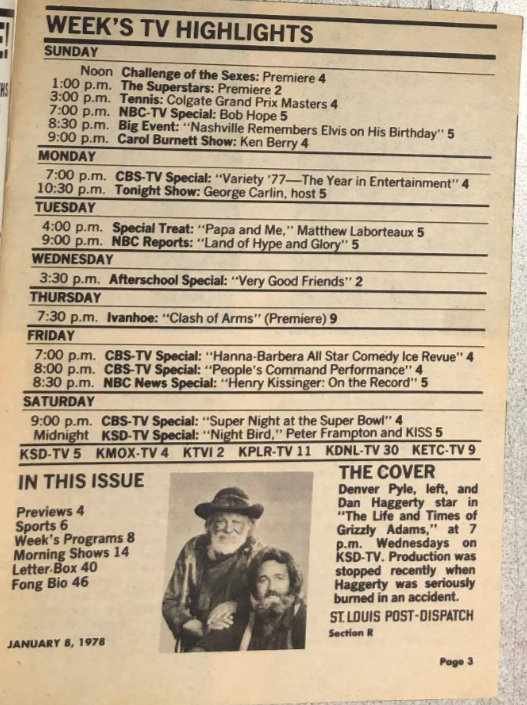 WEEK'S TV HIGHLIGHTS
SUNDAY
Noon Challenge of the Sexes: Premiere 4
1:00 p.m. The Superstars: Premiere 2
3:00 p.m. Tennis: Colgate Grand Prix Masters 4
7:00 p.m. NBC-TV Special: Bob Hope 5
8:30 p.m. Big Event: "Nashville Remembers Elvis on His Birthday" 5
9:00 p.m. Carol Burnett Show: Ken Berry 4
MONDAY
7:00 p.m. CBS-TV Special: "Variety '77—The Year in Entertainment" 4
10:30 p.m. Tonight Show: George Carlin, host 5
TUESDAY
4:00 p.m. Special Treat: "Papa and Me," Matthew Laborteaux 5
9:00 p.m. NBC Reports: "Land of Hype and Glory" 5
WEDNESDAY
3:30 p.m. Afterschool Special: "Very Good Friends" 2
THURSDAY
7:30 p.m. Ivanhoe: "Clash of Arms" (Premiere) 9
FRIDAY
7:00 p.m. CBS-TV Special: "Hanna-Barbera All Star Comedy Ice Revue" 4
8:00 p.m. CBS-TV Special: "People's Command Performance" 4
8:30 p.m. NBC News Special: "Henry Kissinger: On the Record" 5
SATURDAY
9:00 p.m. CBS-TV Special: "Super Night at the Super Bowl" 4
Midnight KSD-TV Special: "Night Bird," Peter Frampton and KISS 5
KSD-TV 5 KMOX-TV 4 KTVI 2 KPLR-TV 11 KDNL-TV 30 KETC-TV 9
IN THIS ISSUE
Previews 4
Sports 6
Week's Programs 8
Morning Shows 14
Letter-Box 40
Fong Bio 46
JANUARY 8, 1978
THE COVER
Denver Pyle, left, and
Dan Haggerty star in
"The Life and Times of
Grizzly Adams," at 7
p.m. Wednesdays on
KSD-TV. Production was
stopped recently when
Haggerty was seriously
burned in an accident.
ST. LOUIS POST-DISPATCH
Section R
Page 3